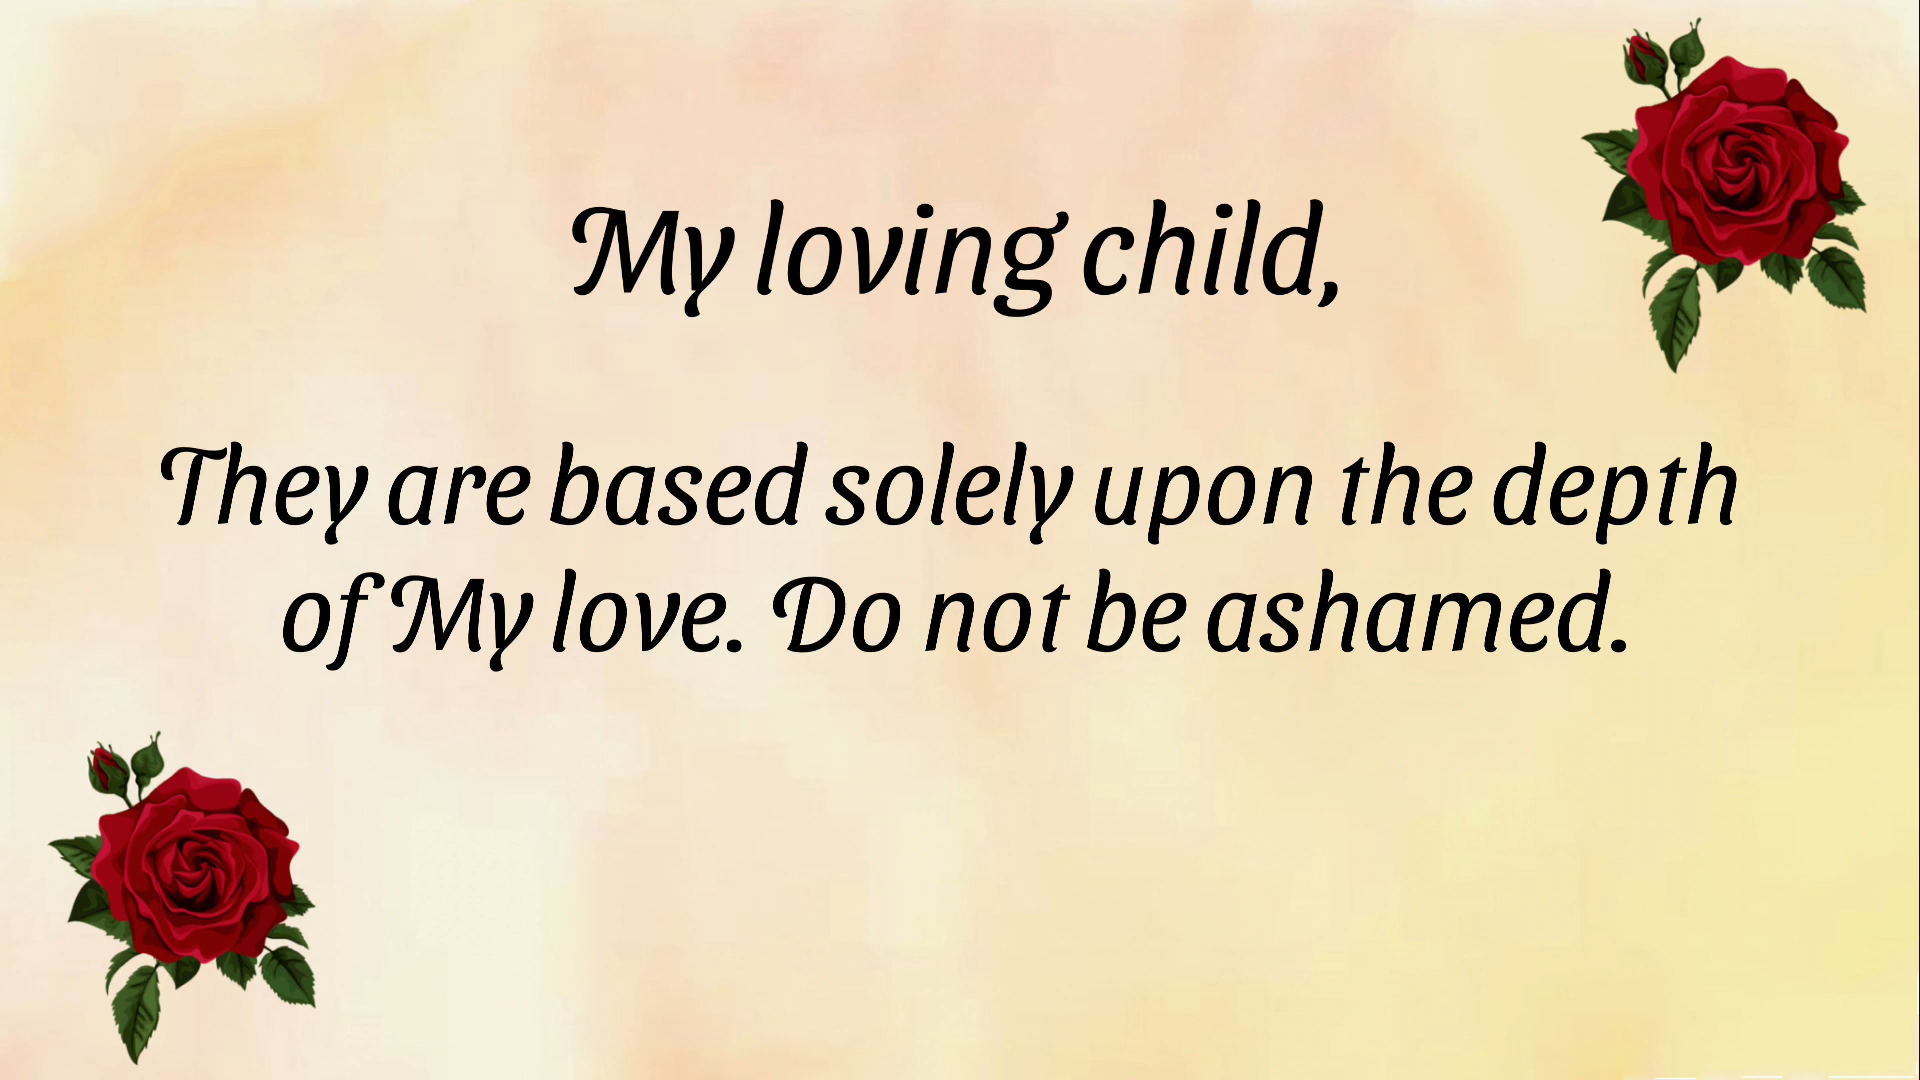 My loving child,
They are based solely upon the depth
of My love. Do not be ashamed.